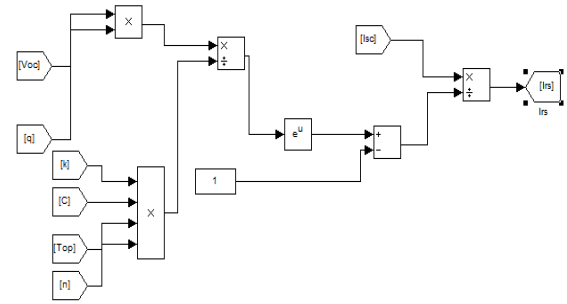 ×
[Voc]
[q]
×
÷
[k]
[C]
[Top]
[n]
×
e^u
1
+
−
[Isc]
×
÷
[Irs]
Irs